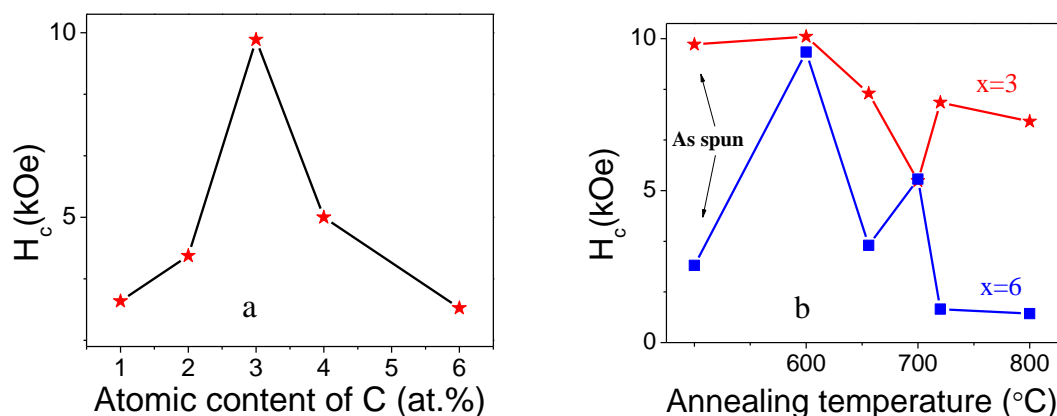 H_c(kOe)
10
5
a
1 2 3 4 5 6
Atomic content of C (at.%)
H_c(kOe)
10
5
0
As spun
x=3
x=6
b
600 700 800
Annealing temperature (°C)